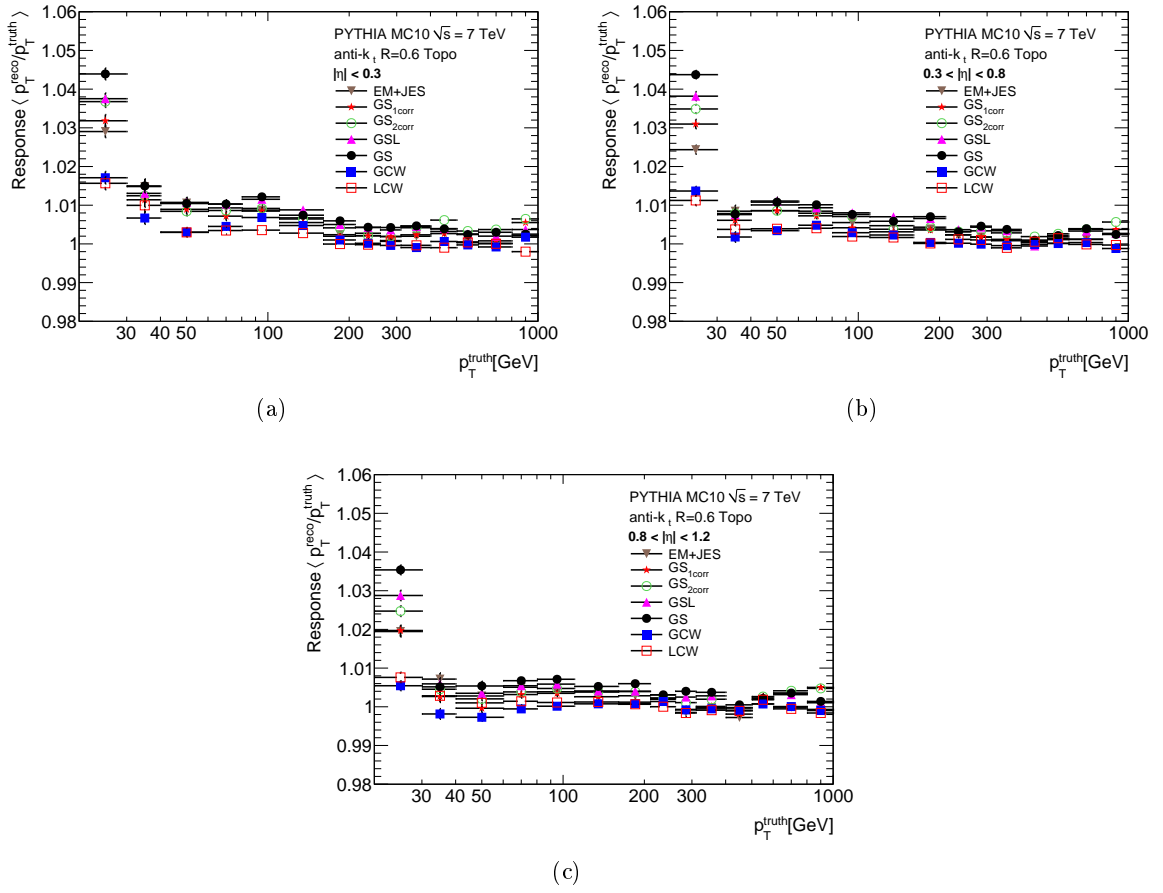 Response ⟨ p_T^reco/p_T^truth ⟩
1.06
1.05
1.04
1.03
1.02
1.01
1
0.99
0.98
PYTHIA MC10 √s = 7 TeV
anti-k_t R=0.6 Topo
|η| < 0.3
EM+JES
GS_1corr
GS_2corr
GSL
GS
GCW
LCW
30 40 50 100 200 300 1000
p_T^truth[GeV]
(a)
Response ⟨ p_T^reco/p_T^truth ⟩
1.06
1.05
1.04
1.03
1.02
1.01
1
0.99
0.98
PYTHIA MC10 √s = 7 TeV
anti-k_t R=0.6 Topo
0.3 < |η| < 0.8
EM+JES
GS_1corr
GS_2corr
GSL
GS
GCW
LCW
30 40 50 100 200 300 1000
p_T^truth[GeV]
(b)
Response ⟨ p_T^reco/p_T^truth ⟩
1.06
1.05
1.04
1.03
1.02
1.01
1
0.99
0.98
PYTHIA MC10 √s = 7 TeV
anti-k_t R=0.6 Topo
0.8 < |η| < 1.2
EM+JES
GS_1corr
GS_2corr
GSL
GS
GCW
LCW
30 40 50 100 200 300 1000
p_T^truth[GeV]
(c)